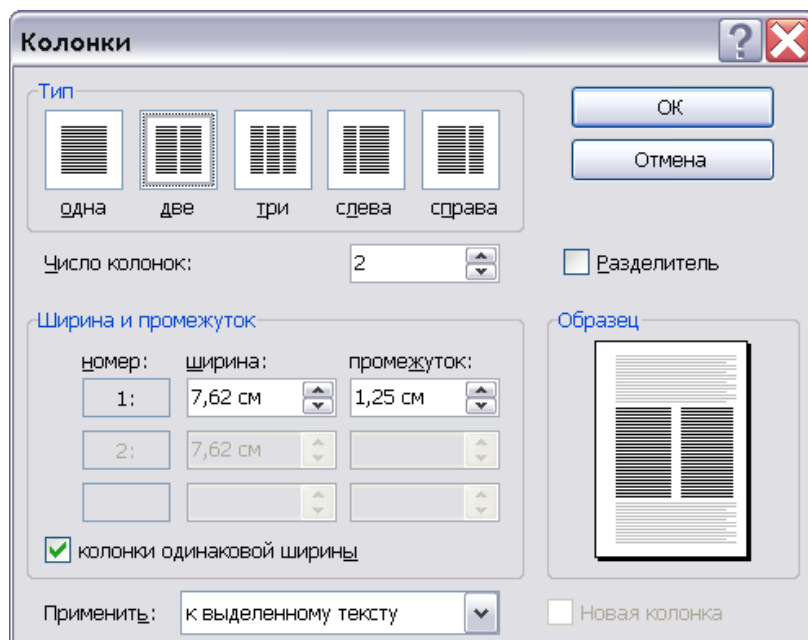 Колонки
Тип
ОК
Отмена
одна две три слева справа
Число колонок: 2
Разделитель
Ширина и промежуток
Образец
номер: ширина: промежуток:
1: 7,62 см 1,25 см
2: 7,62 см
колонки одинаковой ширины
Применить: к выделенному тексту
Новая колонка